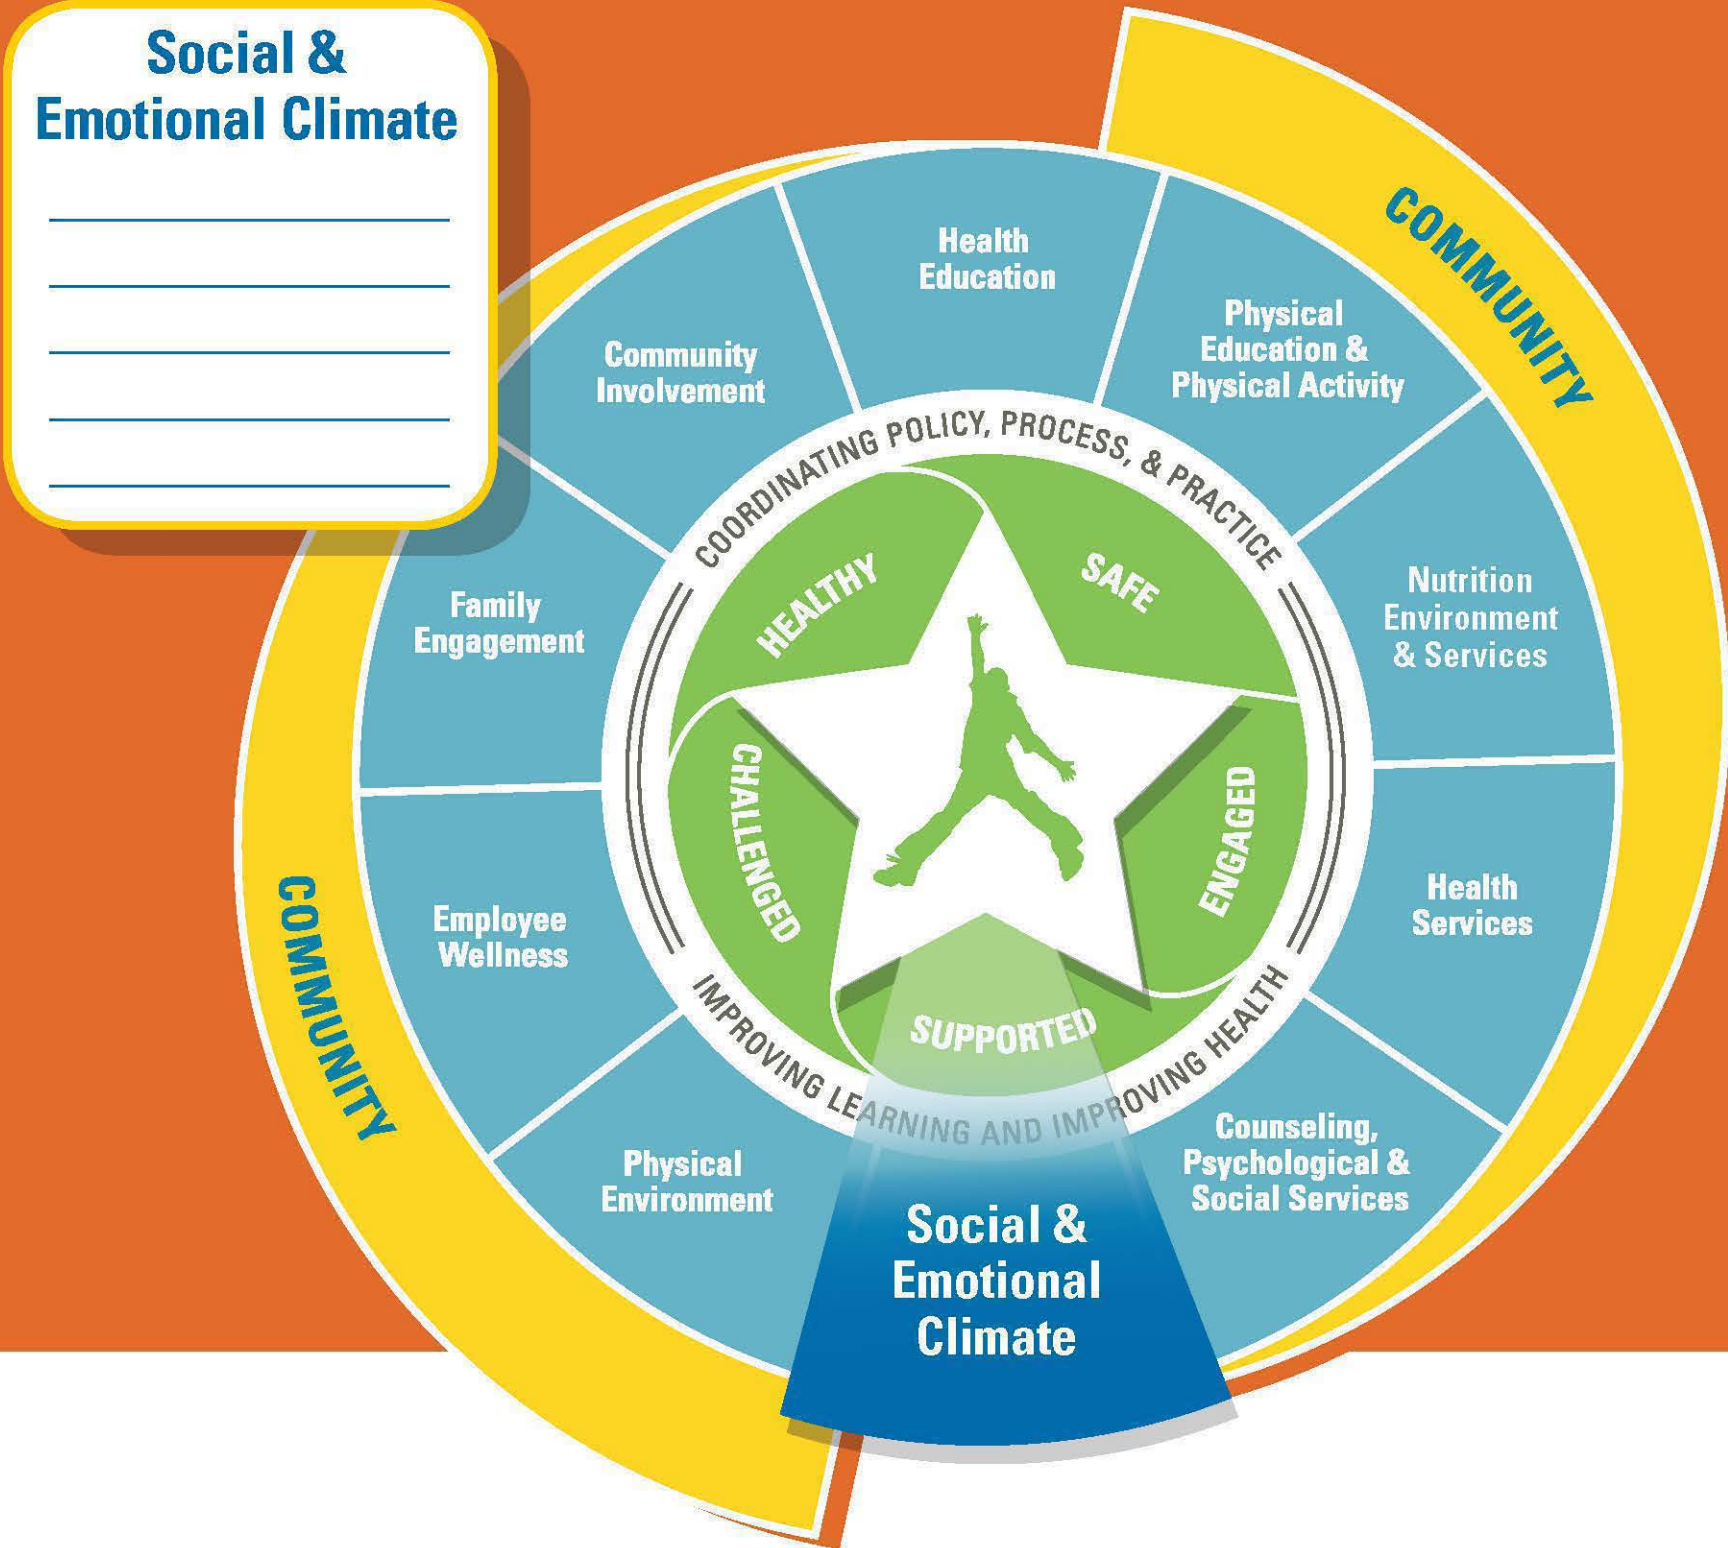 Social &
Emotional Climate
COMMUNITY
Health
Education
Physical
Education &
Physical Activity
Nutrition
Environment
& Services
Health
Services
Counseling,
Psychological &
Social Services
Social &
Emotional
Climate
Physical
Environment
Employee
Wellness
Family
Engagement
Community
Involvement
COMMUNITY
COORDINATING POLICY, PROCESS, & PRACTICE
IMPROVING LEARNING AND IMPROVING HEALTH
HEALTHY
SAFE
ENGAGED
SUPPORTED
CHALLENGED